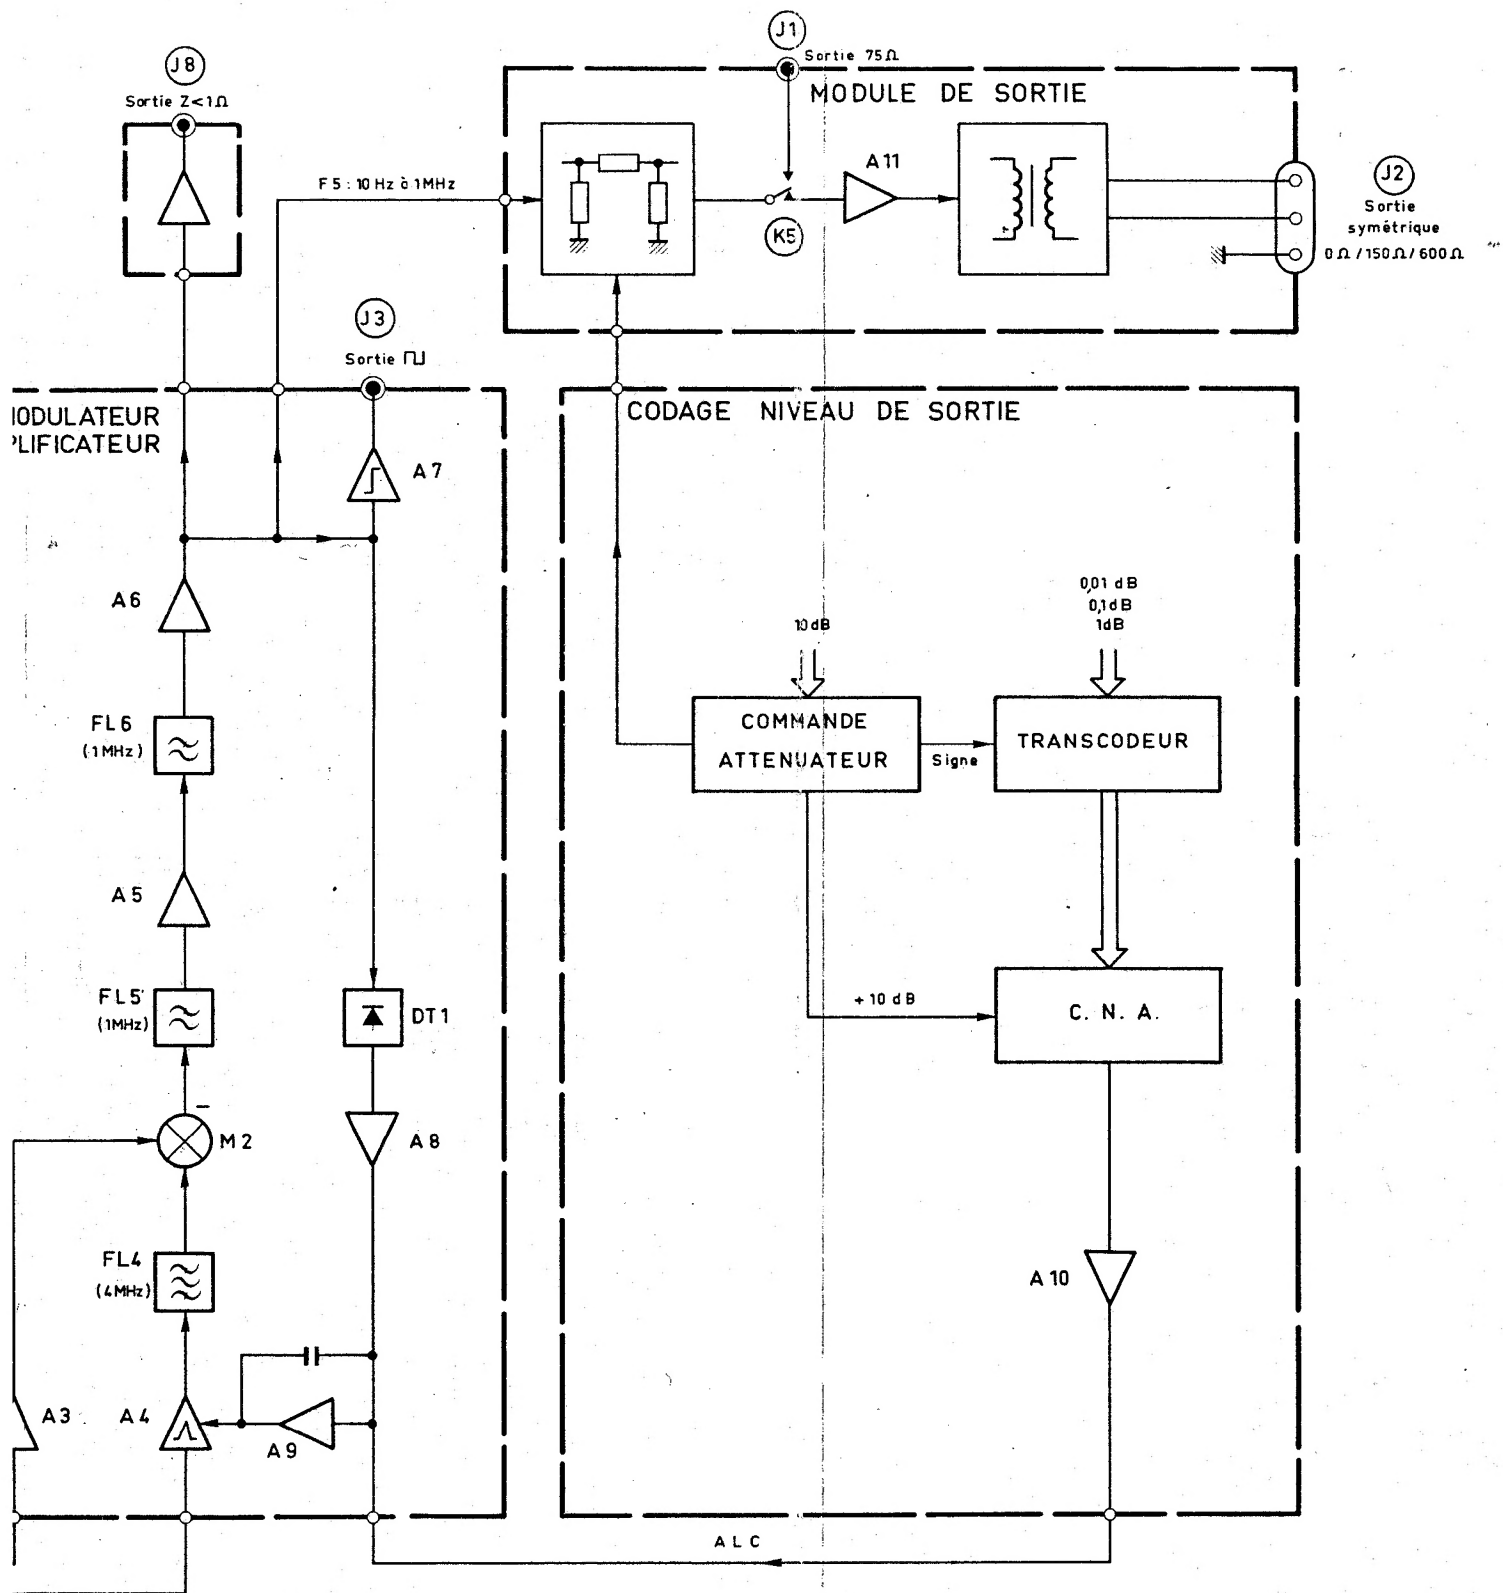 J1
Sortie 75Ω
J8
Sortie Z<1Ω
MODULE DE SORTIE
A11
F5 : 10 Hz à 1MHz
K5
J2
Sortie
symétrique
0Ω/150Ω/600Ω
J3
Sortie
ODULATEUR
PLIFICATEUR
CODAGE NIVEAU DE SORTIE
A7
A6
10 dB
0,01 dB
0,1dB
1dB
FL6
(1MHz)
COMMANDE
ATTENUATEUR
Signe
TRANSCODEUR
A5
FL5
(1MHz)
DT1
+10 dB
C. N. A.
–
M2
A8
FL4
(4MHz)
A10
A3
A4
A9
ALC